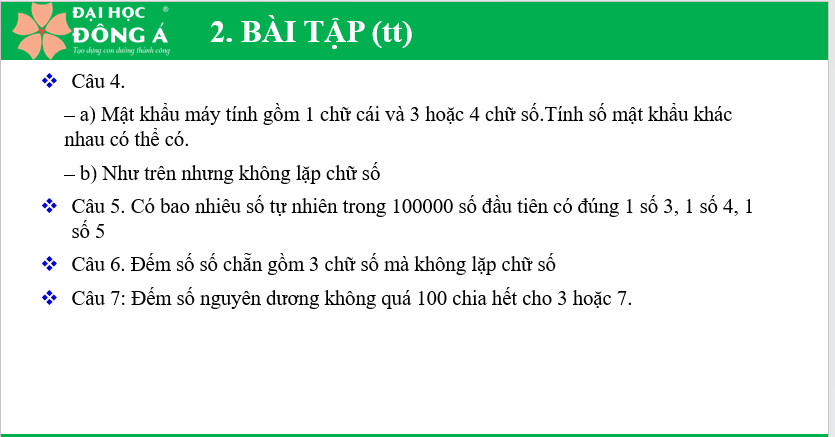 ĐẠI HỌC ®
ĐÔNG Á
Tạo dựng con đường thành công
2. BÀI TẬP (tt)
❖ Câu 4.
– a) Mật khẩu máy tính gồm 1 chữ cái và 3 hoặc 4 chữ số.Tính số mật khẩu khác
nhau có thể có.
– b) Như trên nhưng không lặp chữ số
❖ Câu 5. Có bao nhiêu số tự nhiên trong 100000 số đầu tiên có đúng 1 số 3, 1 số 4, 1
số 5
❖ Câu 6. Đếm số số chẵn gồm 3 chữ số mà không lặp chữ số
❖ Câu 7: Đếm số nguyên dương không quá 100 chia hết cho 3 hoặc 7.